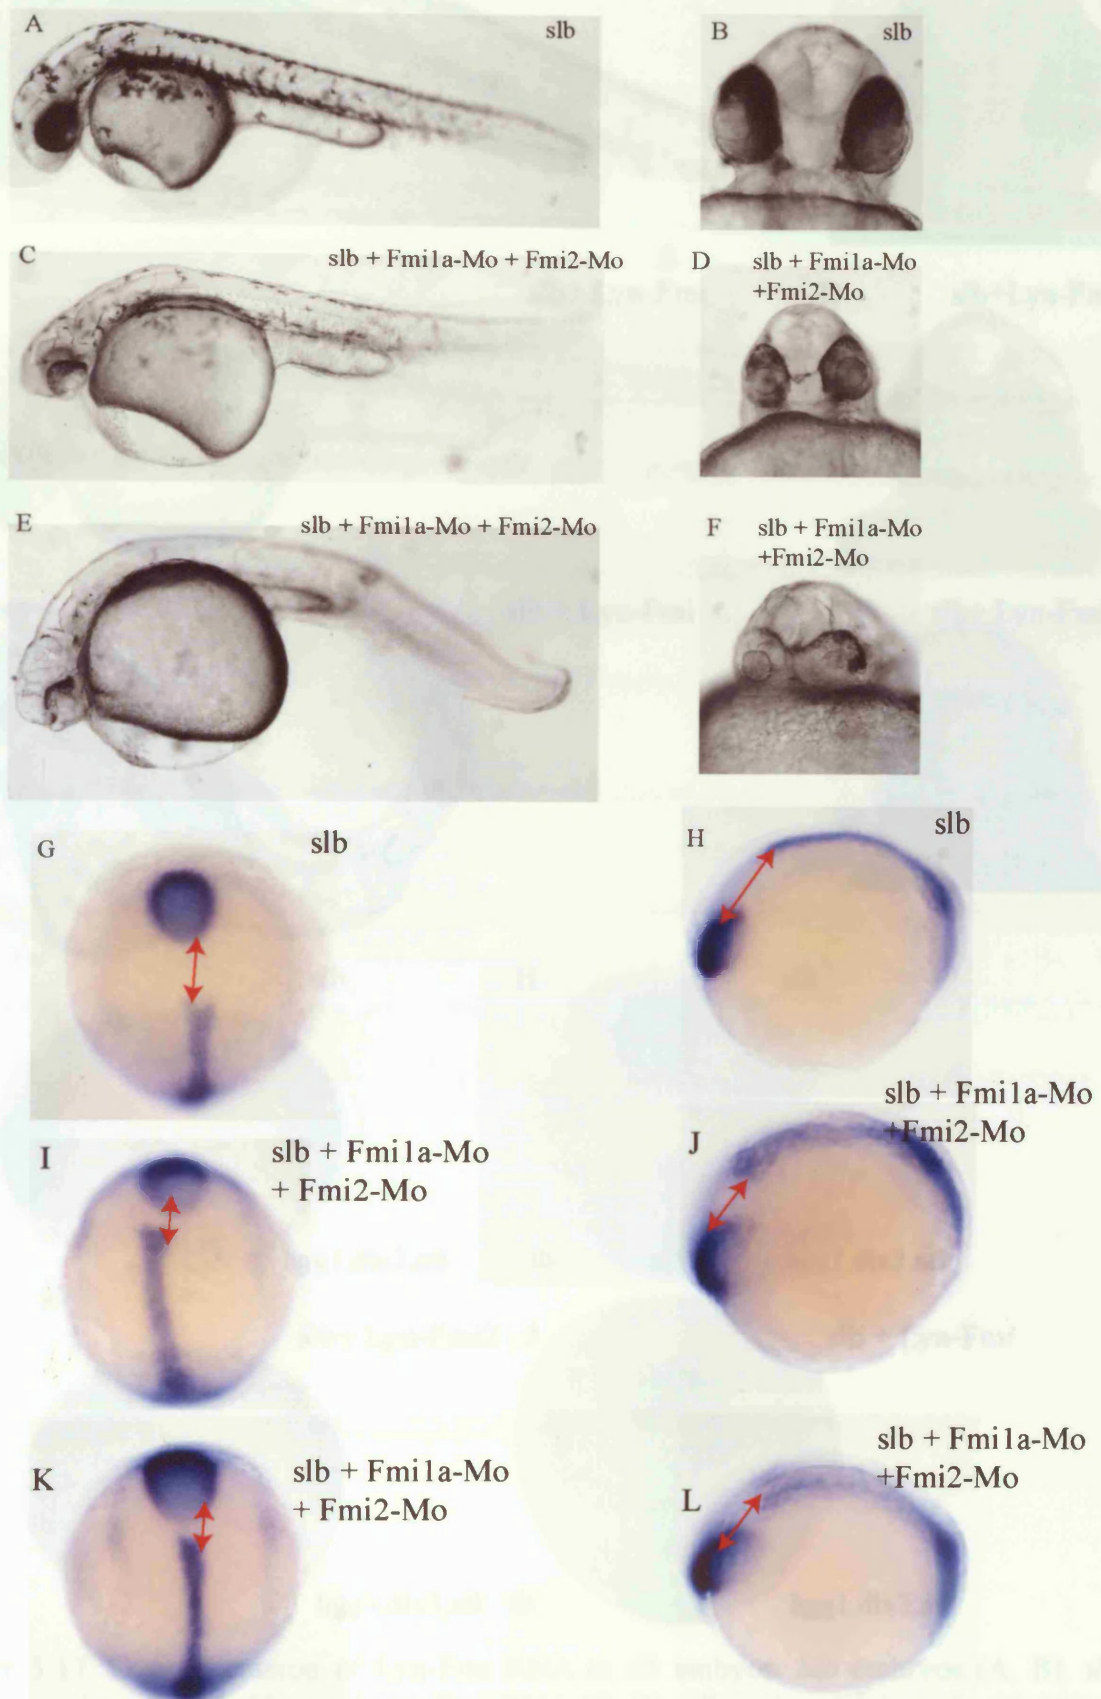 A
slb
B
slb
C
slb + Fmi1a-Mo + Fmi2-Mo
D
slb + Fmi1a-Mo
+Fmi2-Mo
E
slb + Fmi1a-Mo + Fmi2-Mo
F
slb + Fmi1a-Mo
+Fmi2-Mo
G
slb
H
slb
I
slb + Fmi1a-Mo
+ Fmi2-Mo
J
slb + Fmi1a-Mo
+Fmi2-Mo
K
slb + Fmi1a-Mo
+ Fmi2-Mo
L
slb + Fmi1a-Mo
+Fmi2-Mo